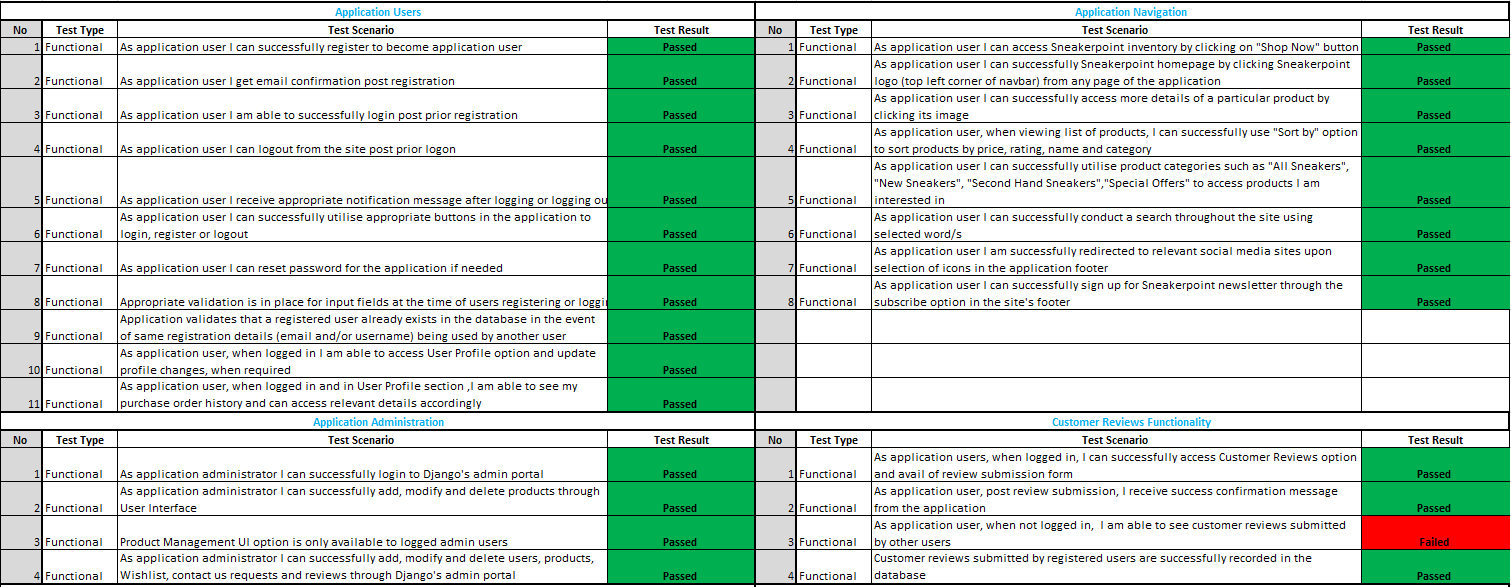 Application Users
No Test Type Test Scenario Test Result
1 Functional As application user I can successfully register to become application user Passed
2 Functional As application user I get email confirmation post registration Passed
3 Functional As application user I am able to successfully login post prior registration Passed
4 Functional As application user I can logout from the site post prior logon Passed
5 Functional As application user I receive appropriate notification message after logging or logging ou Passed
As application user I can successfully utilise appropriate buttons in the application to
6 Functional login, register or logout Passed
7 Functional As application user I can reset password for the application if needed Passed
8 Functional Appropriate validation is in place for input fields at the time of users registering or loggi Passed
Application validates that a registered user already exists in the database in the event
9 Functional of same registration details (email and/or username) being used by another user Passed
As application user, when logged in I am able to access User Profile option and update
10 Functional profile changes, when required Passed
As application user, when logged in and in User Profile section ,I am able to see my
11 Functional purchase order history and can access relevant details accordingly Passed
Application Navigation
No Test Type Test Scenario Test Result
1 Functional As application user I can access Sneakerpoint inventory by clicking on "Shop Now" button Passed
As application user I can successfully Sneakerpoint homepage by clicking Sneakerpoint
2 Functional logo (top left corner of navbar) from any page of the application Passed
As application user I can successfully access more details of a particular product by
3 Functional clicking its image Passed
As application user, when viewing list of products, I can successfully use "Sort by" option
4 Functional to sort products by price, rating, name and category Passed
As application user I can successfully utilise product categories such as "All Sneakers",
"New Sneakers", "Second Hand Sneakers","Special Offers" to access products I am
5 Functional interested in Passed
As application user I can successfully conduct a search throughout the site using
6 Functional selected word/s Passed
As application user I am successfully redirected to relevant social media sites upon
7 Functional selection of icons in the application footer Passed
As application user I can successfully sign up for Sneakerpoint newsletter through the
8 Functional subscribe option in the site's footer Passed
Application Administration
No Test Type Test Scenario Test Result
1 Functional As application administrator I can successfully login to Django's admin portal Passed
As application administrator I can successfully add, modify and delete products through
2 Functional User Interface Passed
3 Functional Product Management UI option is only available to logged admin users Passed
As application administrator I can successfully add, modify and delete users, products,
4 Functional Wishlist, contact us requests and reviews through Django's admin portal Passed
Customer Reviews Functionality
No Test Type Test Scenario Test Result
As application users, when logged in, I can successfully access Customer Reviews option
1 Functional and avail of review submission form Passed
As application user, post review submission, I receive success confirmation message
2 Functional from the application Passed
As application user, when not logged in, I am able to see customer reviews submitted
3 Functional by other users Failed
Customer reviews submitted by registered users are successfully recorded in the
4 Functional database Passed